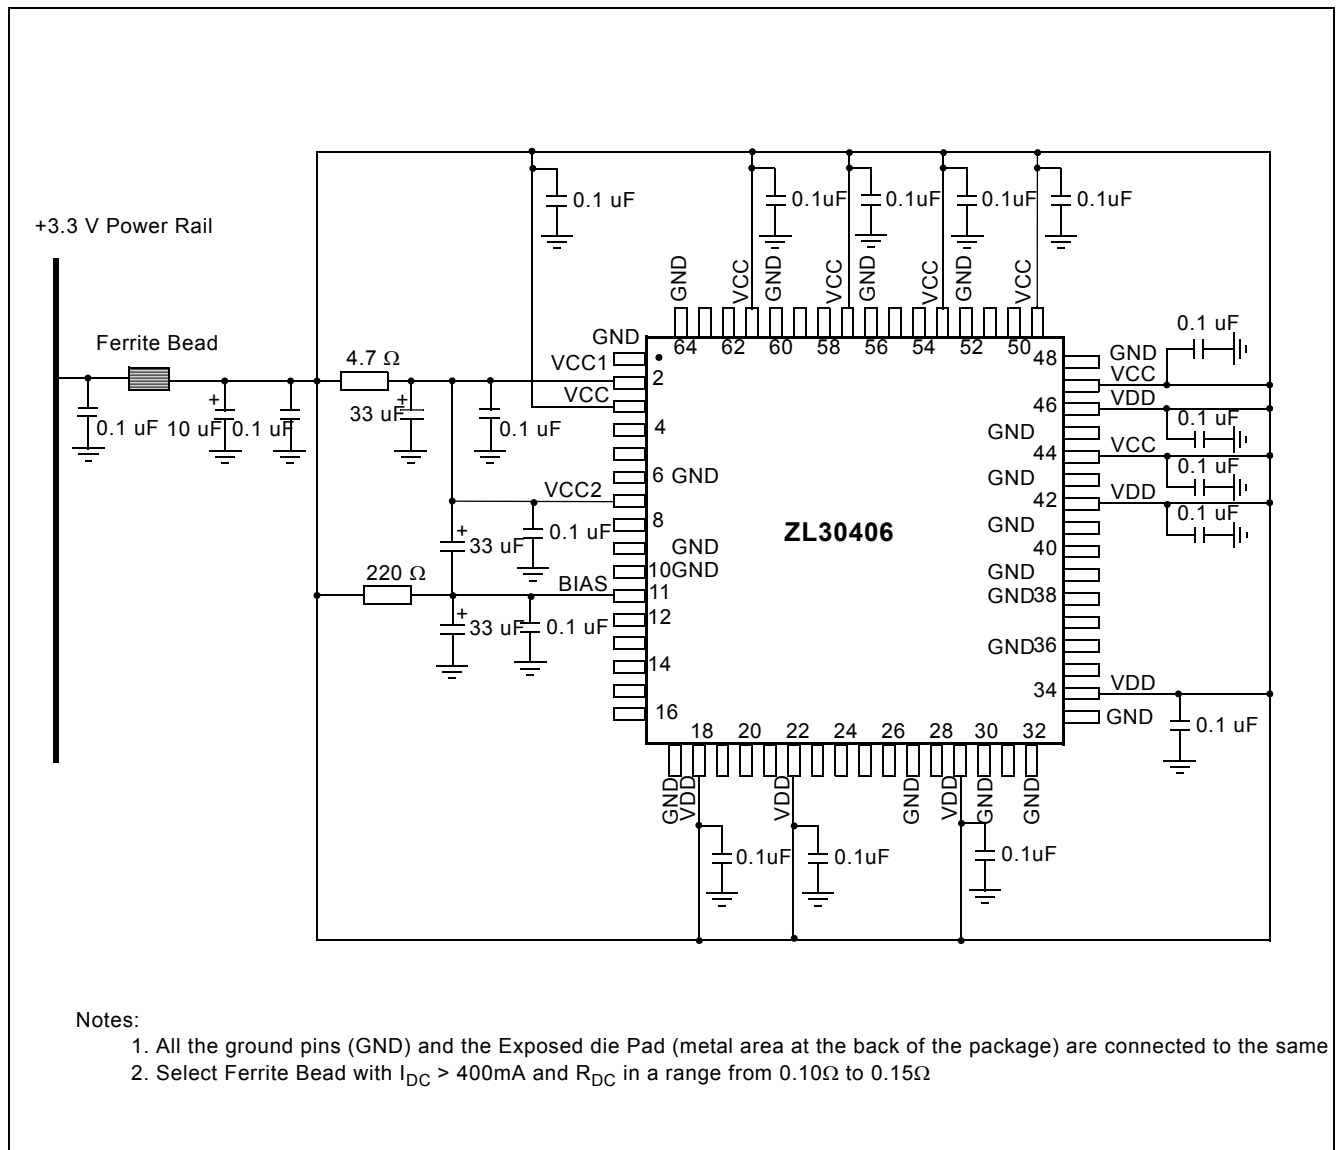 0.1 uF
0.1uF
0.1uF
0.1uF
0.1uF
+3.3 V Power Rail
GND
VCC
GND
VCC
GND
VCC
GND
VCC
Ferrite Bead
GND
64
62
60
58
56
54
52
50
0.1 uF
4.7 Ω
VCC1
2
48
GND
VCC
VCC
46
VDD
+
+
0.1 uF
10 uF
0.1 uF
33 uF
0.1 uF
4
GND
0.1 uF
44
VCC
6
GND
GND
0.1 uF
VCC2
42
VDD
0.1 uF
8
GND
+
33 uF
0.1 uF
ZL30406
GND
40
220 Ω
10
GND
GND
BIAS
11
GND
38
+
33 uF
0.1 uF
12
GND
36
14
34
VDD
16
GND
0.1 uF
18
20
22
24
26
28
30
32
GND
VDD
VDD
GND
VDD
GND
GND
0.1uF
0.1uF
0.1uF
Notes:
1. All the ground pins (GND) and the Exposed die Pad (metal area at the back of the package) are connected to the same
2. Select Ferrite Bead with I_DC > 400mA and R_DC in a range from 0.10Ω to 0.15Ω